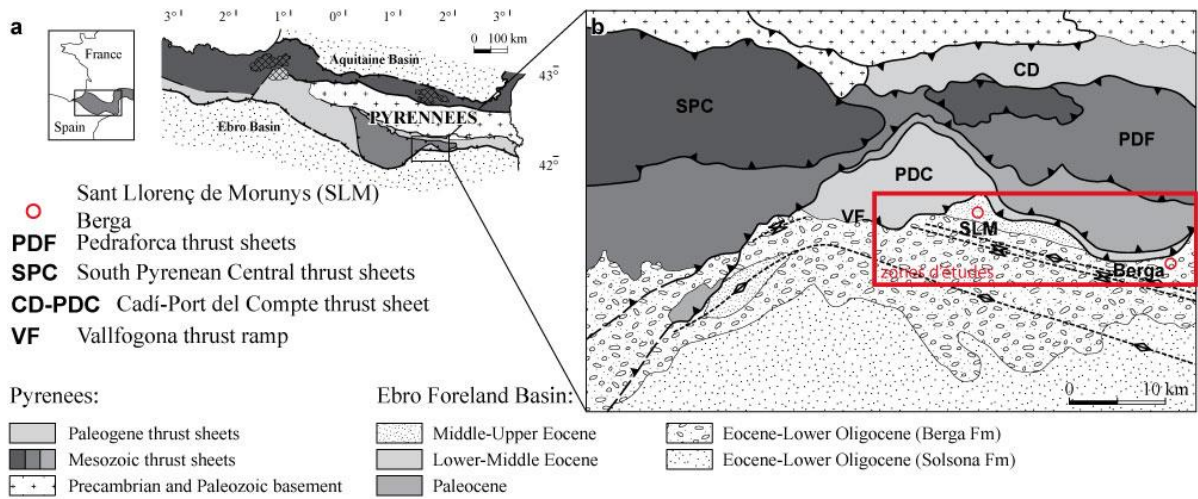 a
3° 2° 1° 0° 1° 2° 3°
0 100 km
France
Spain
Aquitaine Basin
43°
PYRENNEES
Ebro Basin
42°
Sant Llorenç de Morunys (SLM)
Berga
PDF Pedraforca thrust sheets
SPC South Pyrenean Central thrust sheets
CD-PDC Cadí-Port del Compte thrust sheet
VF Vallfogona thrust ramp
b
CD
SPC
PDF
PDC
VF
SLM
Berga
zones d'études
0 10 km
Pyrenees:
Paleogene thrust sheets
Mesozoic thrust sheets
Precambrian and Paleozoic basement
Ebro Foreland Basin:
Middle-Upper Eocene
Lower-Middle Eocene
Paleocene
Eocene-Lower Oligocene (Berga Fm)
Eocene-Lower Oligocene (Solsona Fm)